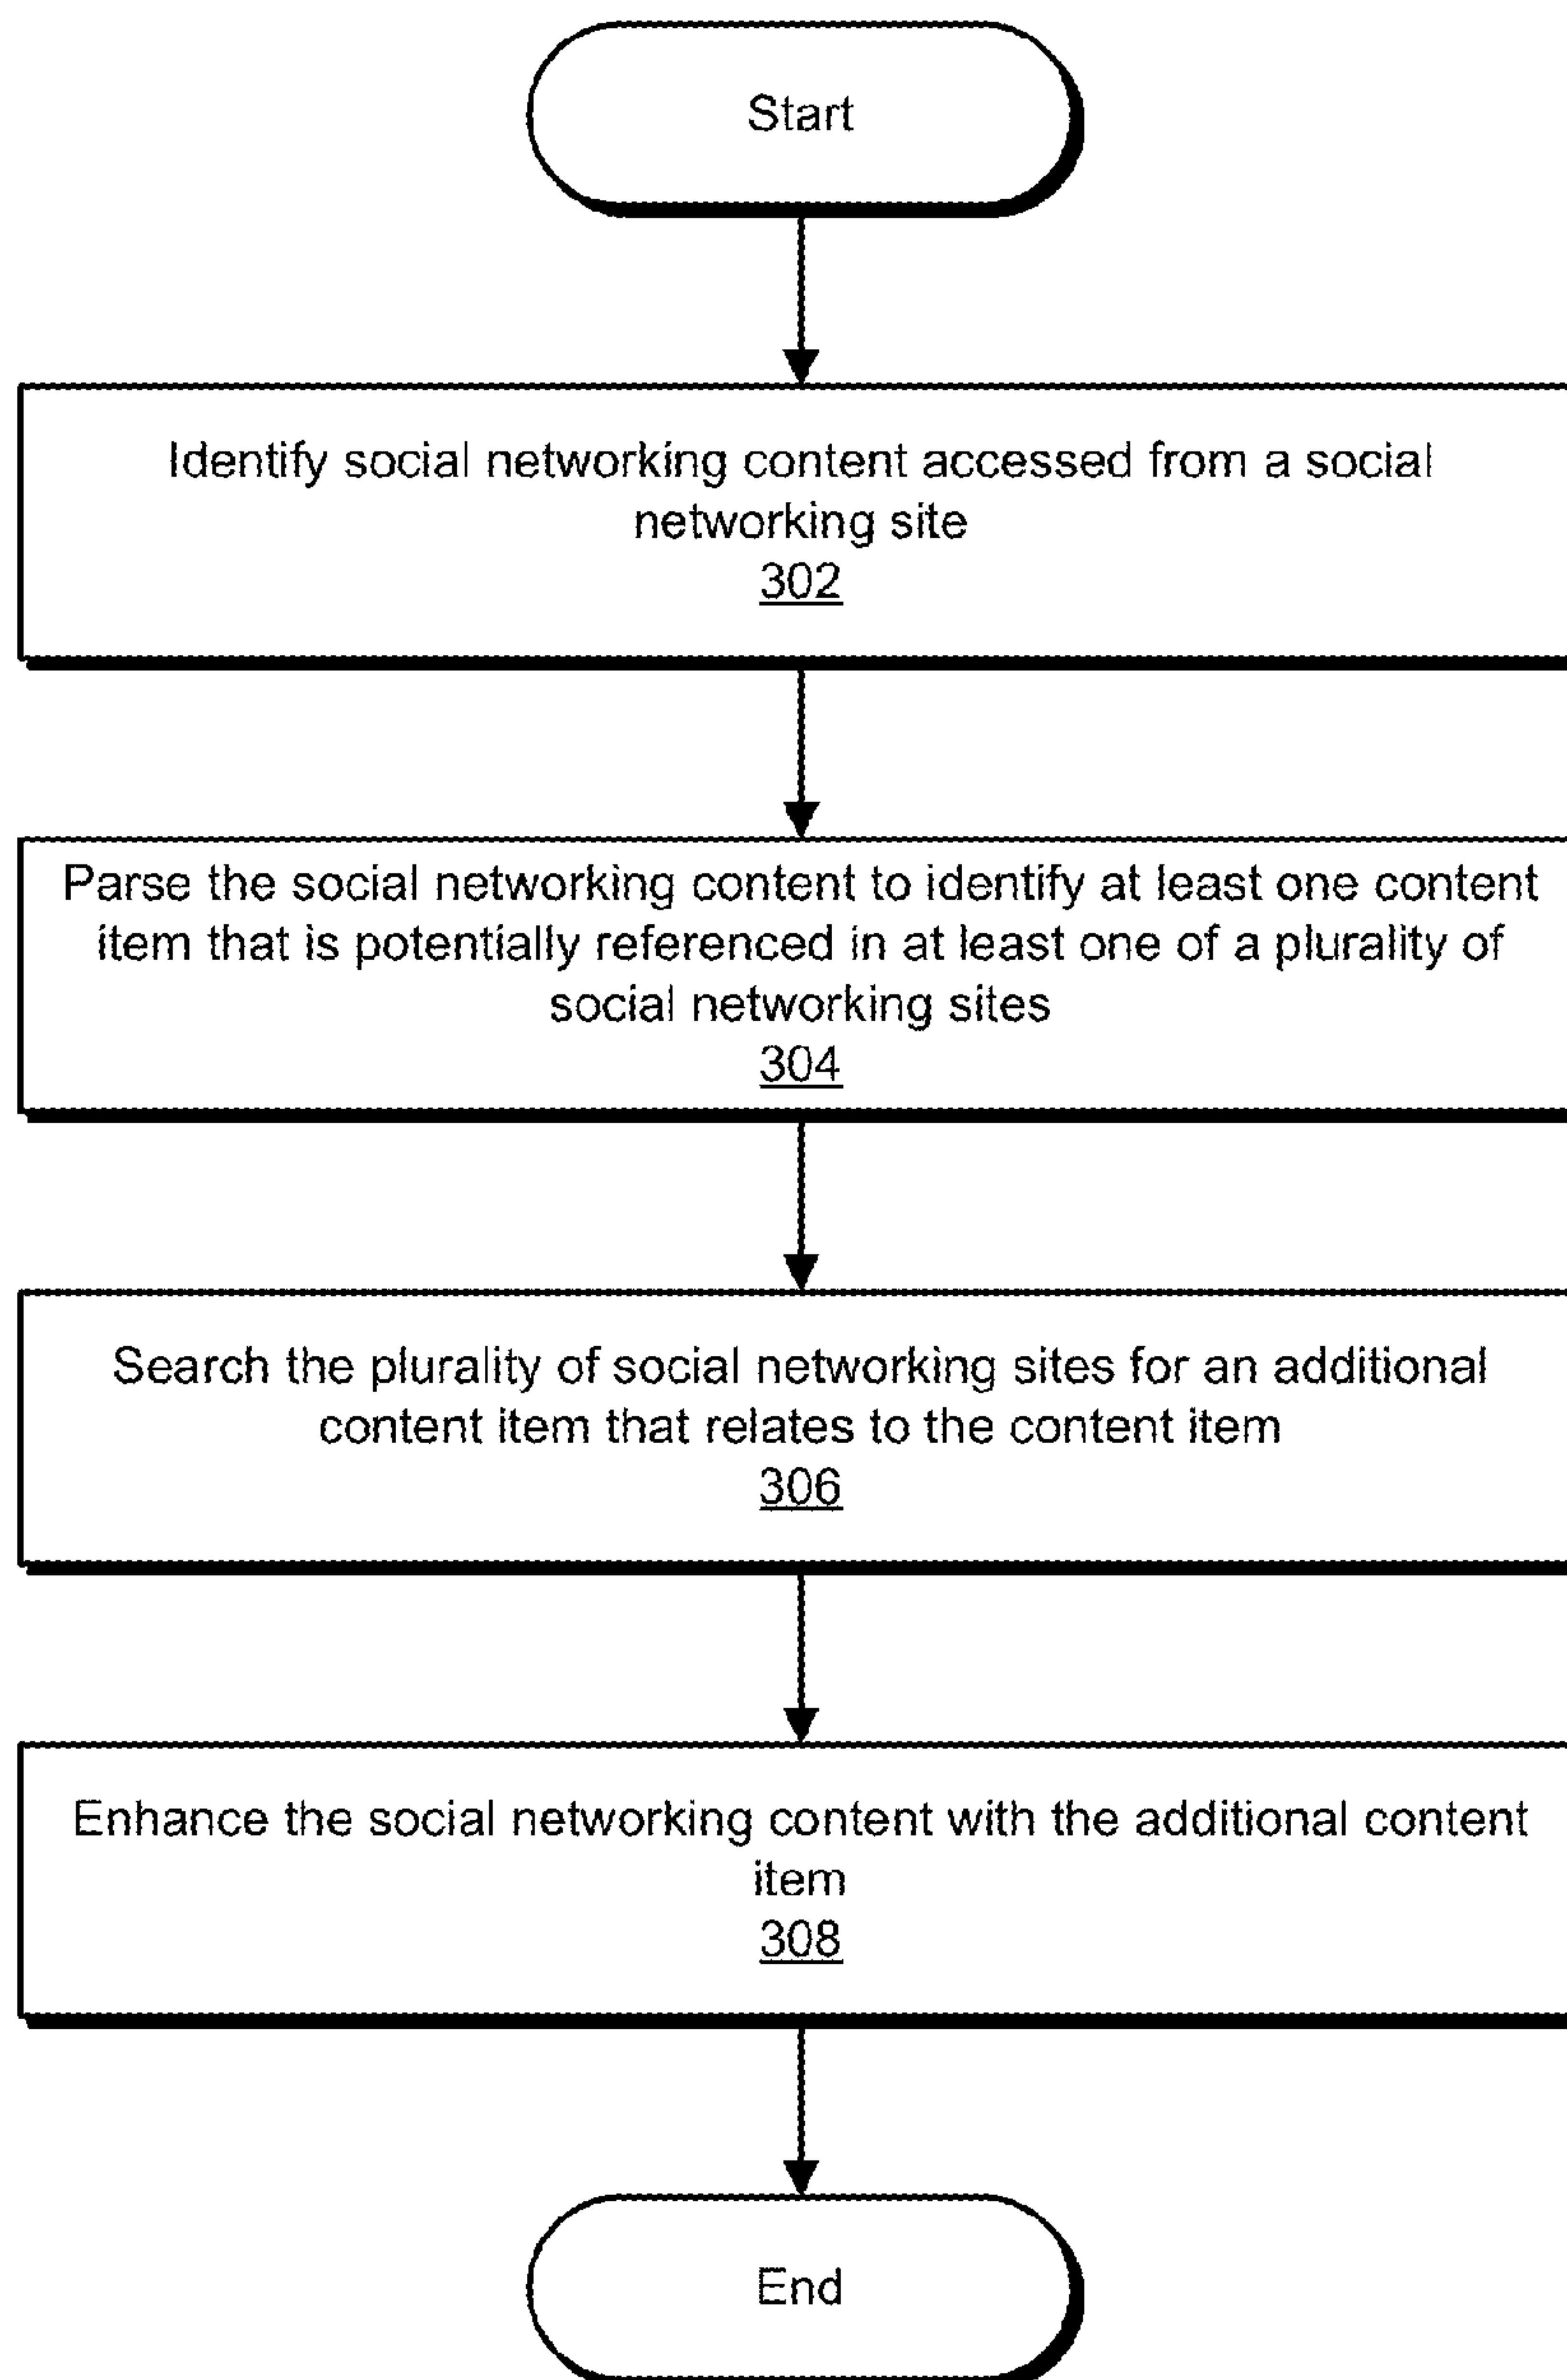 Start
Identify social networking content accessed from a social
networking site
302
Parse the social networking content to identify at least one content
item that is potentially referenced in at least one of a plurality of
social networking sites
304
Search the plurality of social networking sites for an additional
content item that relates to the content item
306
Enhance the social networking content with the additional content
item
308
End